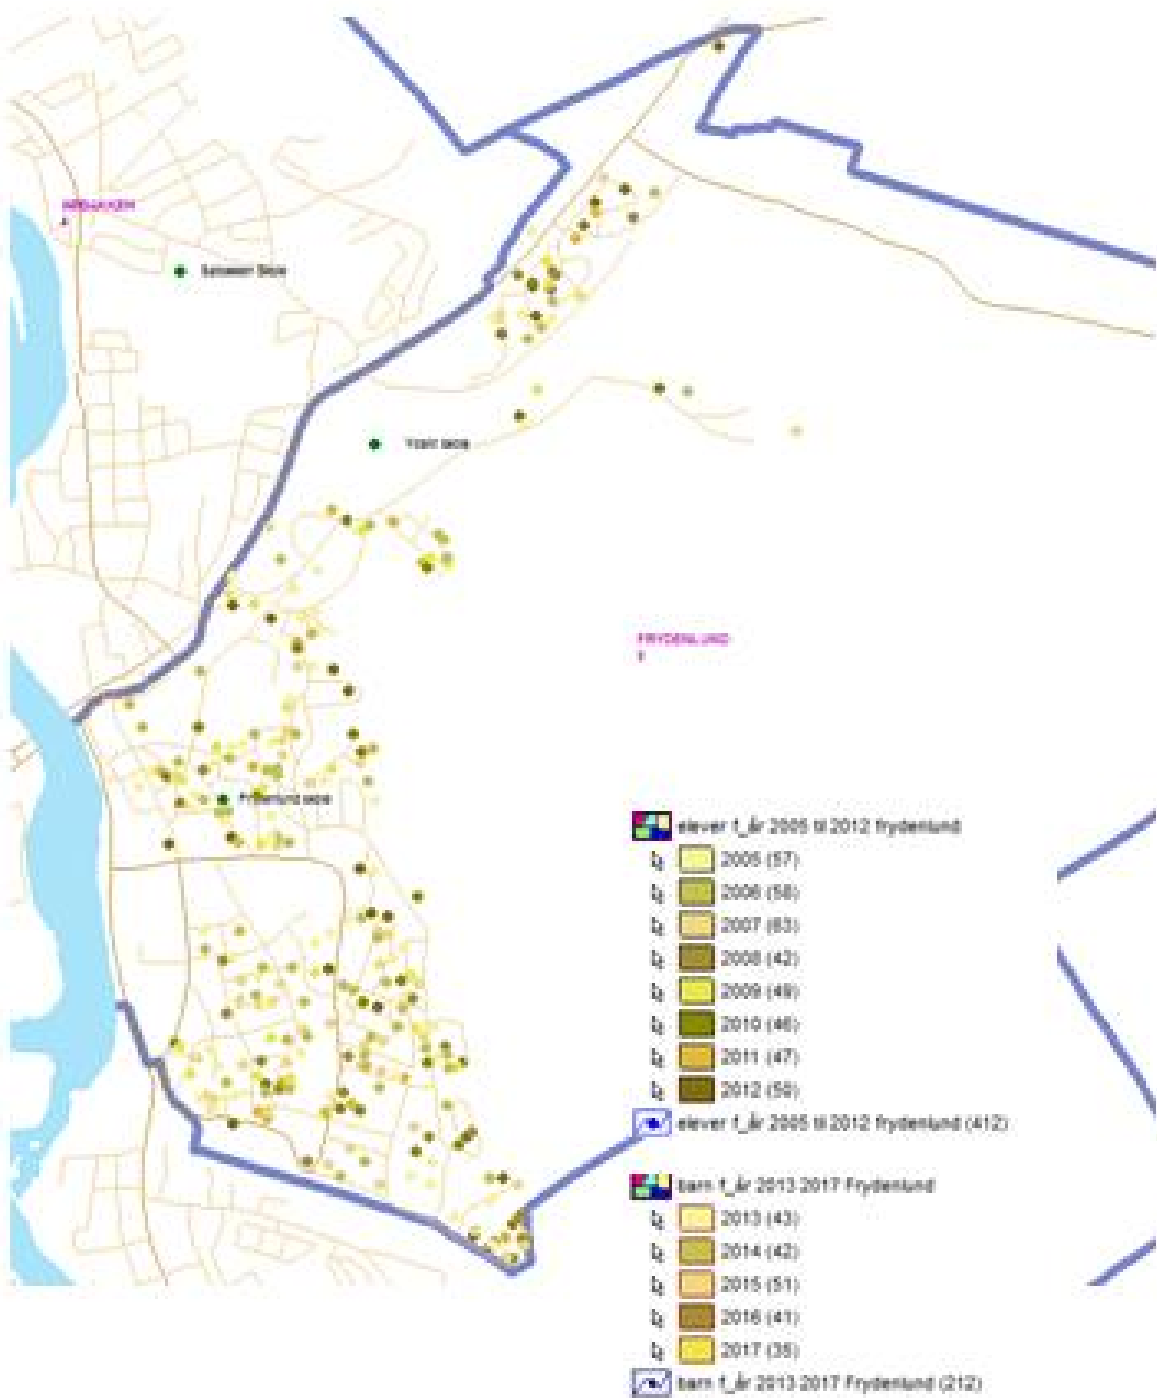 Frydenlund skole
FRYDENLUND
elever f_år 2005 til 2012 frydenlund
2005 (57)
2006 (58)
2007 (63)
2008 (42)
2009 (49)
2010 (46)
2011 (47)
2012 (50)
elever f_år 2005 til 2012 frydenlund (412)
barn f_år 2013 2017 Frydenlund
2013 (43)
2014 (42)
2015 (51)
2016 (41)
2017 (35)
barn f_år 2013 2017 Frydenlund (212)